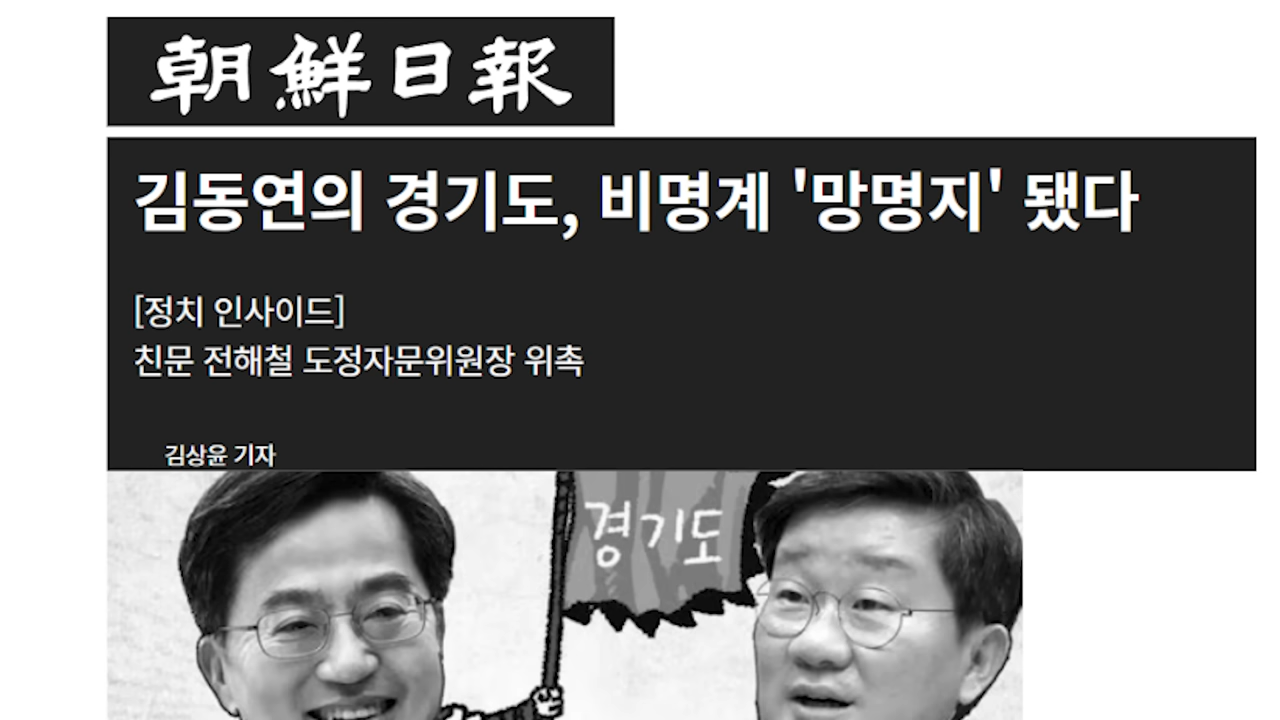 朝鮮日報
김동연의 경기도, 비명계 '망명지' 됐다
[정치 인사이드]
친문 전해철 도정자문위원장 위촉
김상윤 기자
경기도